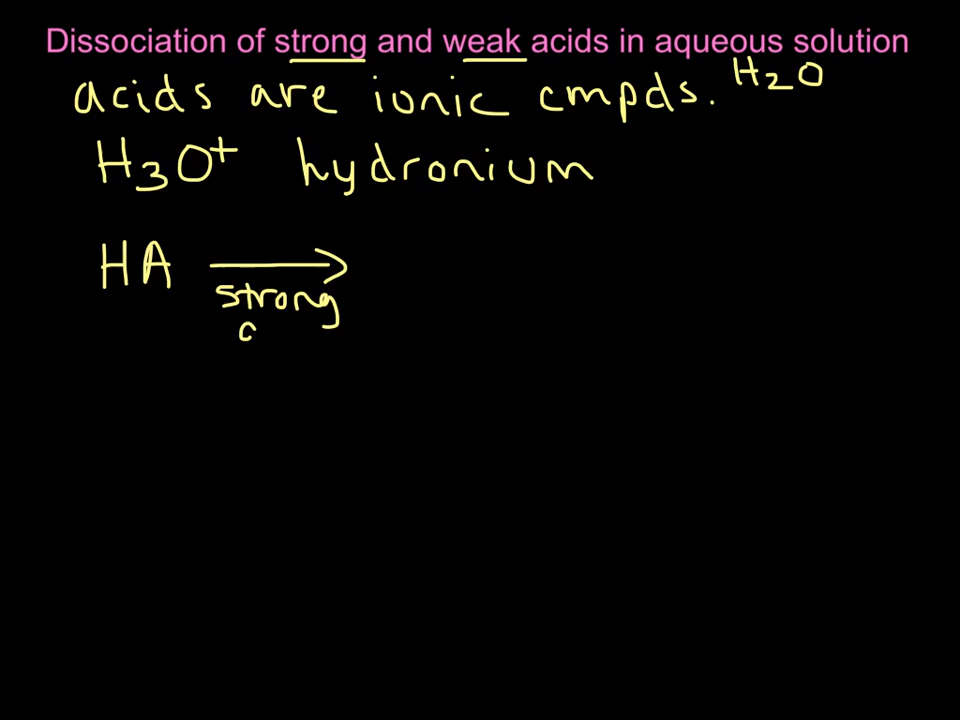 Dissociation of strong and weak acids in aqueous solution
acids are ionic cmpds. H2O
H3O+ hydronium
HA →
strong
c